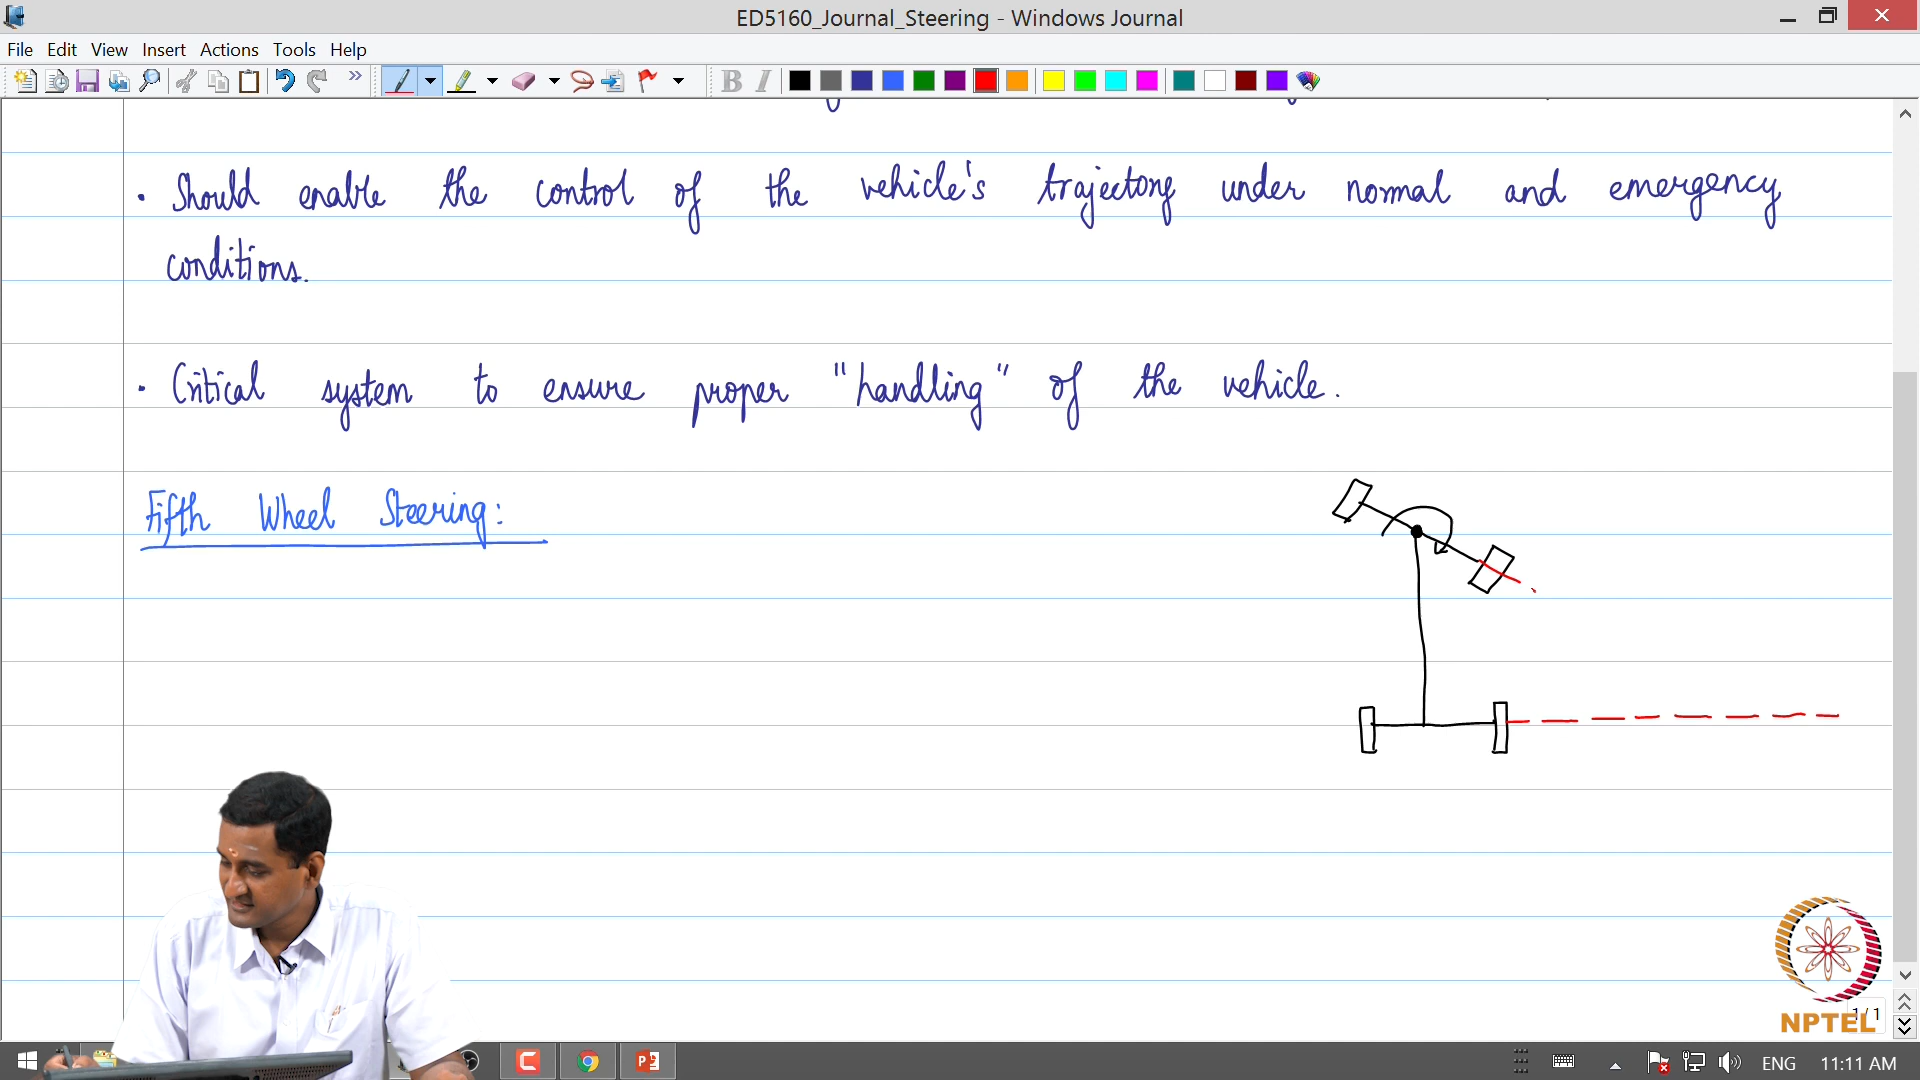 ED5160_Journal_Steering - Windows Journal
File Edit View Insert Actions Tools Help
B I
• Should enable the control of the vehicle's trajectory under normal and emergency
conditions.
• Critical system to ensure proper "handling" of the vehicle.
Fifth Wheel Steering:
NPTEL
1/1
ENG 11:11 AM